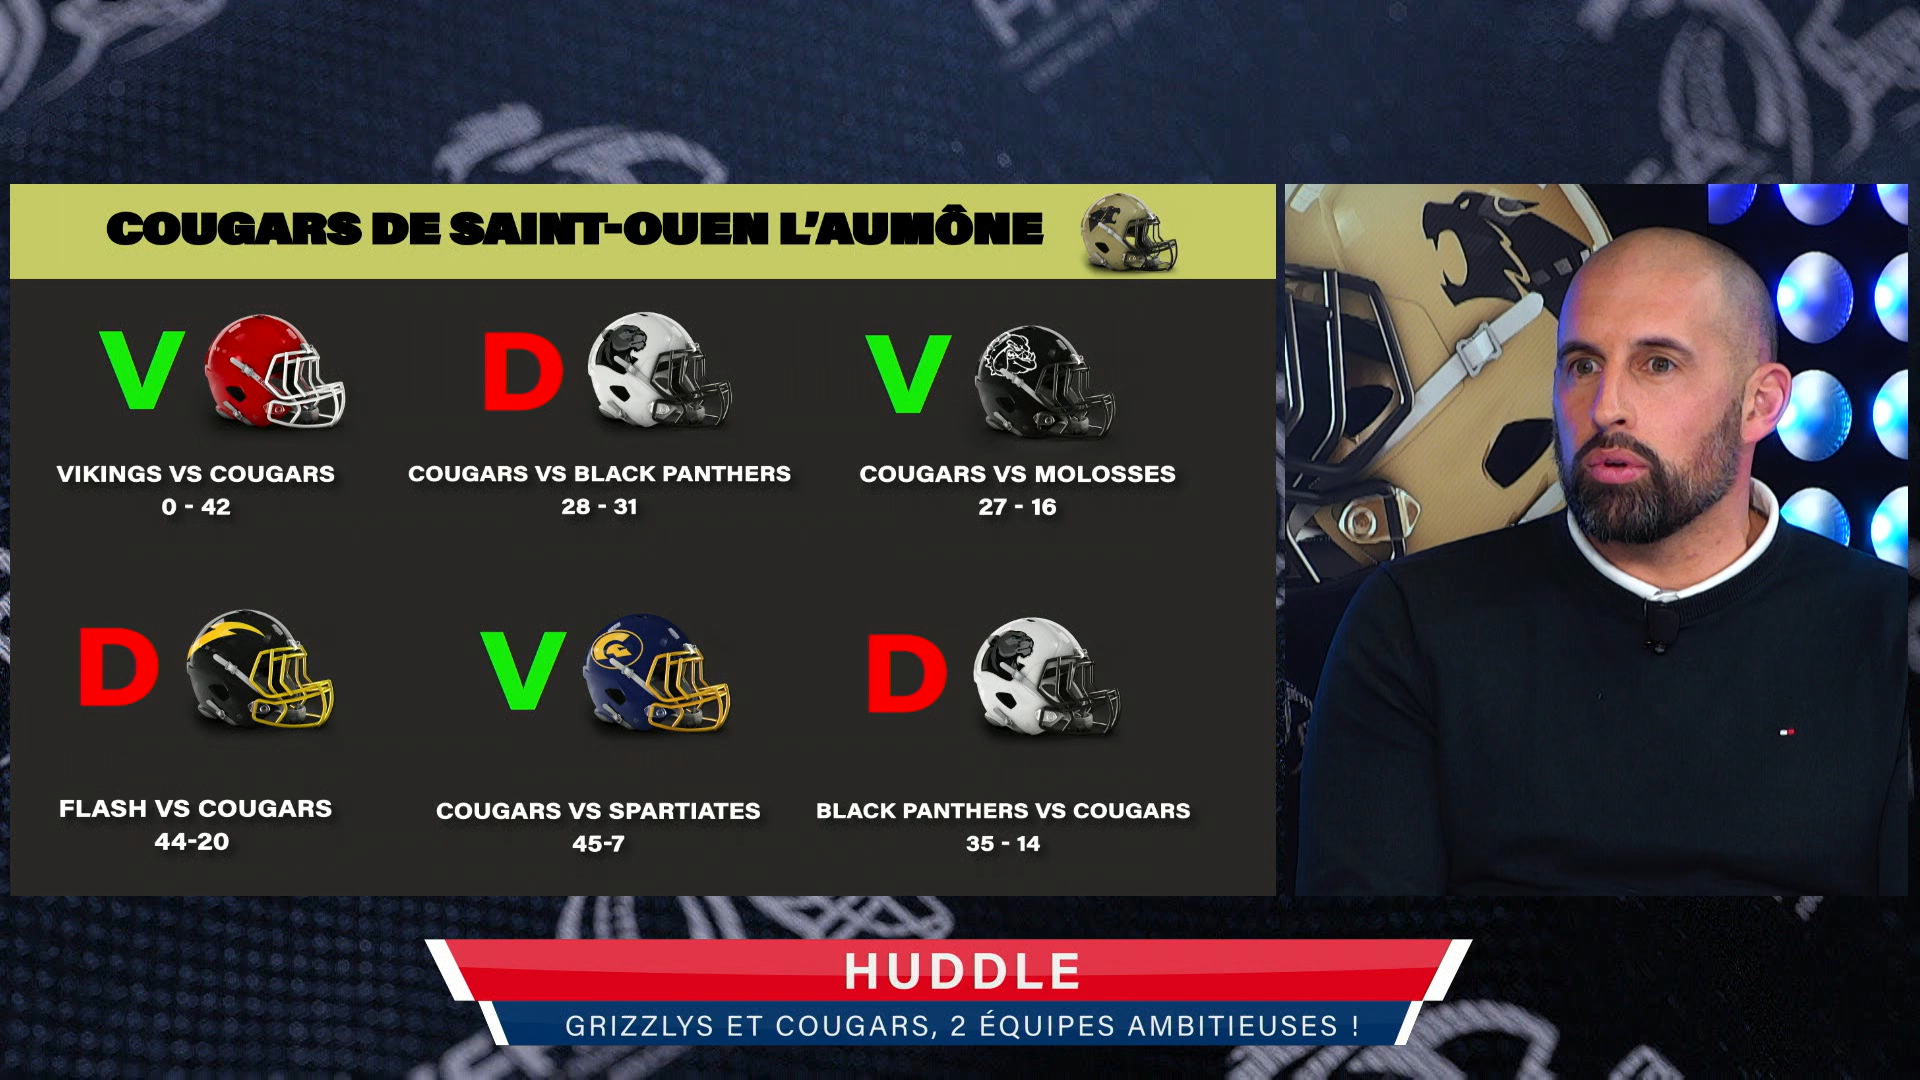 COUGARS DE SAINT-OUEN L'AUMÔNE
V
D
V
VIKINGS VS COUGARS
0 - 42
COUGARS VS BLACK PANTHERS
28 - 31
COUGARS VS MOLOSSES
27 - 16
D
V
D
FLASH VS COUGARS
44-20
COUGARS VS SPARTIATES
45-7
BLACK PANTHERS VS COUGARS
35 - 14
HUDDLE
GRIZZLYS ET COUGARS, 2 ÉQUIPES AMBITIEUSES !